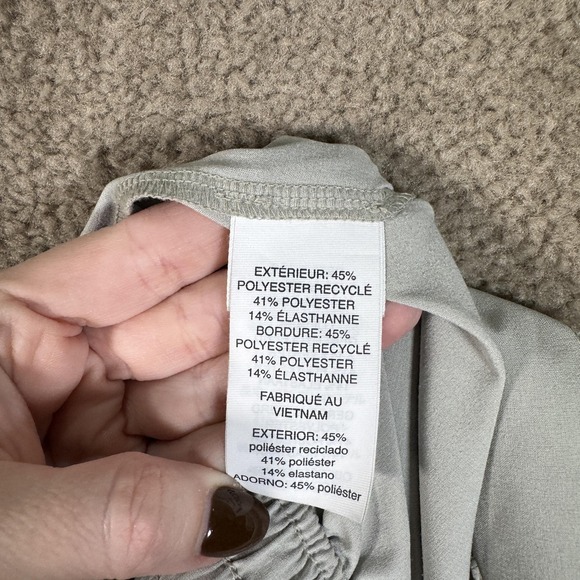 EXTÉRIEUR: 45%
POLYESTER RECYCLÉ
41% POLYESTER
14% ÉLASTHANNE
BORDURE: 45%
POLYESTER RECYCLÉ
41% POLYESTER
14% ÉLASTHANNE
FABRIQUÉ AU
VIETNAM
EXTERIOR: 45%
poliéster reciclado
41% poliéster
14% elastano
ADORNO: 45% poliéster